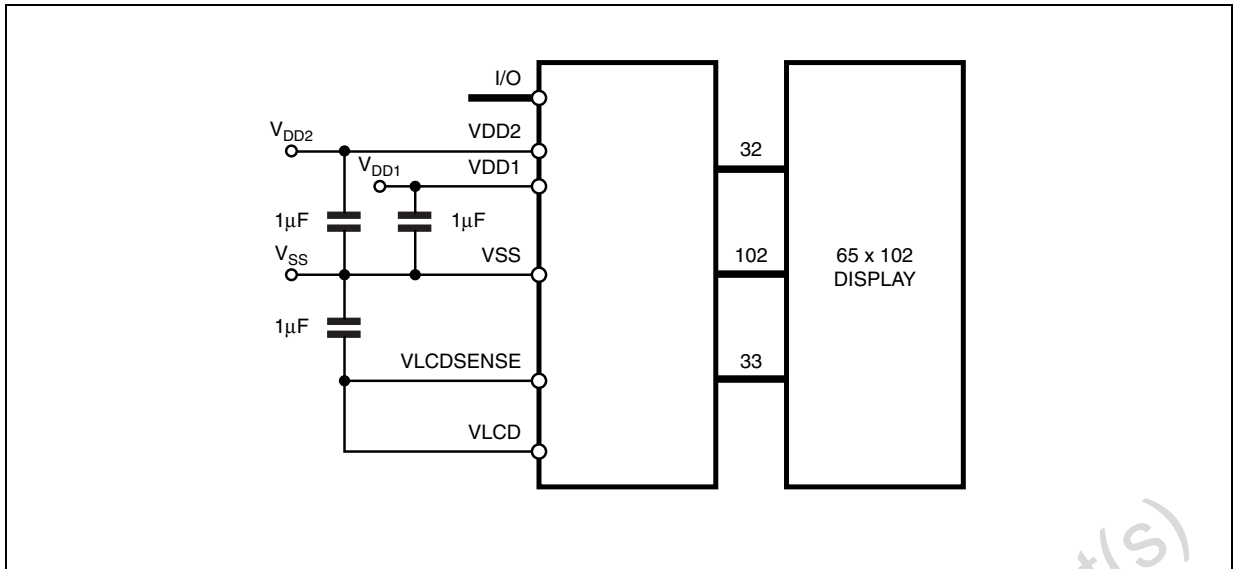 I/O
VDD2
VDD2
VDD1
VDD1
32
1μF
1μF
VSS
VSS
102
65 x 102
DISPLAY
1μF
VLCDSENSE
33
VLCD
t(s)